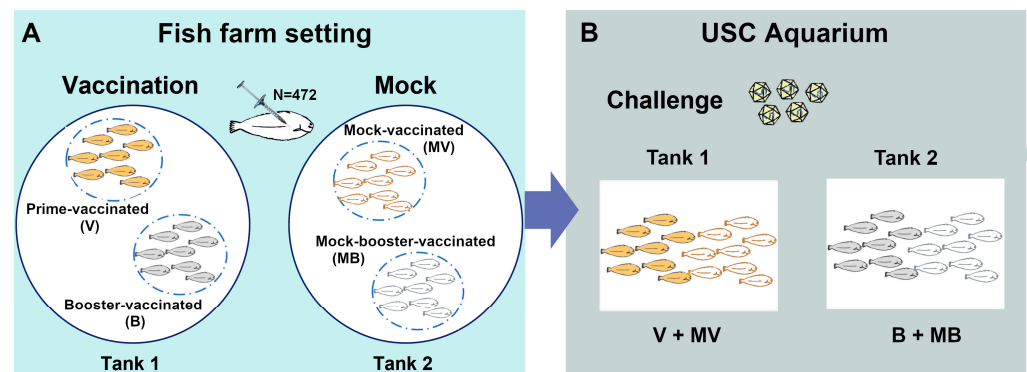 A
Fish farm setting
Vaccination
N=472
Mock
Mock-vaccinated
(MV)
Prime-vaccinated
(V)
Mock-booster-vaccinated
(MB)
Booster-vaccinated
(B)
Tank 1
Tank 2
B
USC Aquarium
Challenge
Tank 1
Tank 2
V + MV
B + MB